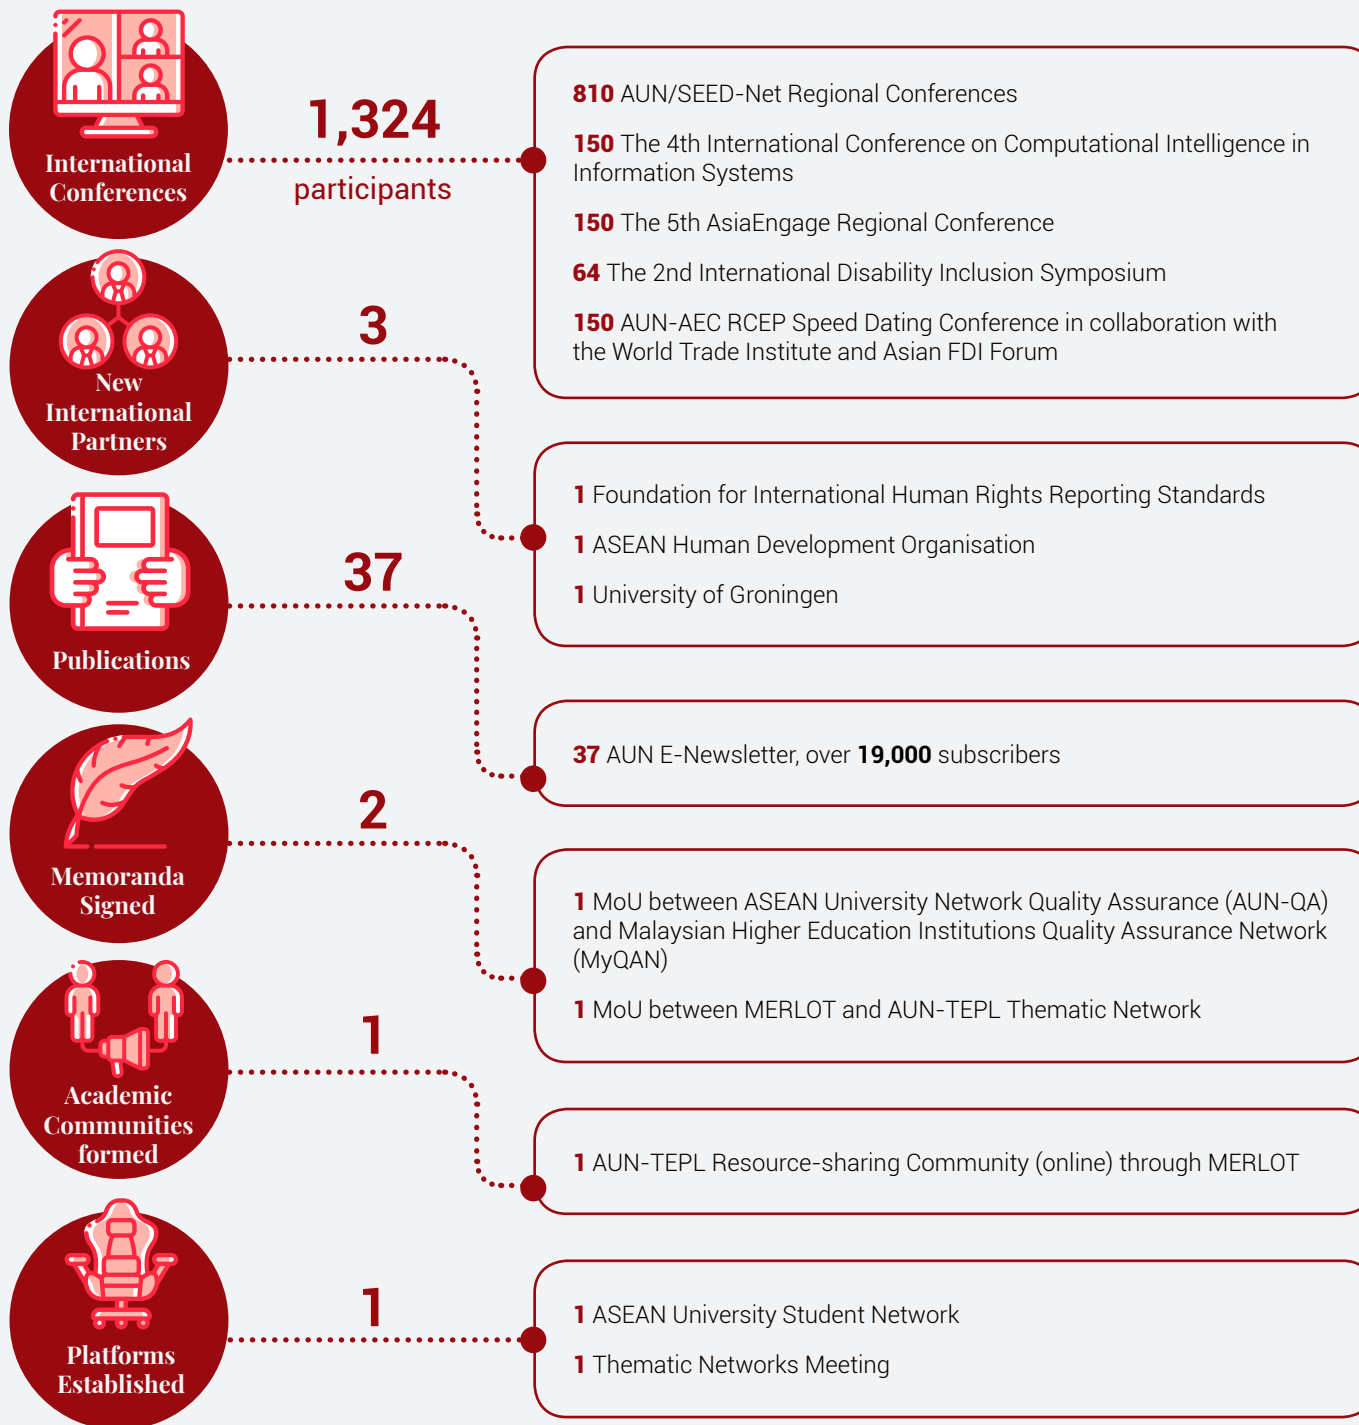 International
Conferences
1,324
participants
810 AUN/SEED-Net Regional Conferences
150 The 4th International Conference on Computational Intelligence in
Information Systems
150 The 5th AsiaEngage Regional Conference
64 The 2nd International Disability Inclusion Symposium
150 AUN-AEC RCEP Speed Dating Conference in collaboration with
the World Trade Institute and Asian FDI Forum
New
International
Partners
3
1 Foundation for International Human Rights Reporting Standards
1 ASEAN Human Development Organisation
1 University of Groningen
Publications
37
37 AUN E-Newsletter, over 19,000 subscribers
Memoranda
Signed
2
1 MoU between ASEAN University Network Quality Assurance (AUN-QA)
and Malaysian Higher Education Institutions Quality Assurance Network
(MyQAN)
1 MoU between MERLOT and AUN-TEPL Thematic Network
Academic
Communities
formed
1
1 AUN-TEPL Resource-sharing Community (online) through MERLOT
Platforms
Established
1
1 ASEAN University Student Network
1 Thematic Networks Meeting